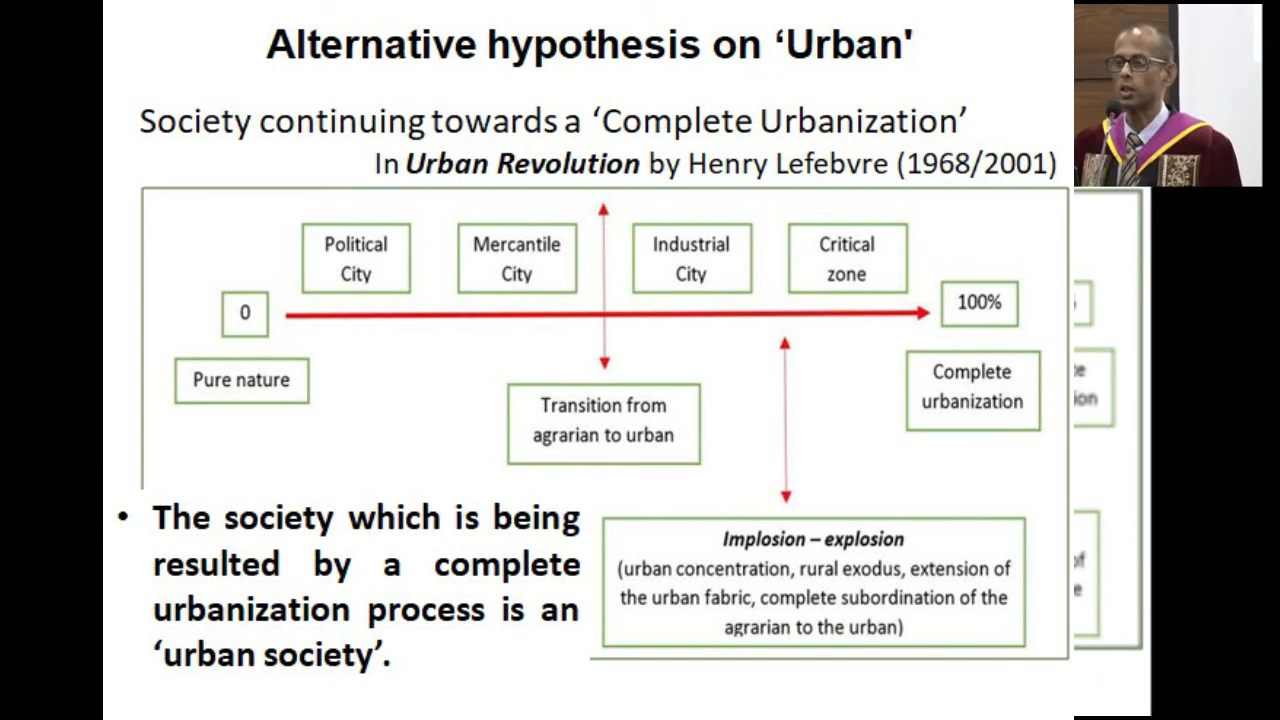 Alternative hypothesis on ‘Urban'
Society continuing towards a ‘Complete Urbanization’
In Urban Revolution by Henry Lefebvre (1968/2001)
Political
City
Mercantile
City
Industrial
City
Critical
zone
0
100%
Pure nature
Complete
urbanization
Transition from
agrarian to urban
• The society which is being
resulted by a complete
urbanization process is an
‘urban society’.
Implosion – explosion
(urban concentration, rural exodus, extension of
the urban fabric, complete subordination of the
agrarian to the urban)